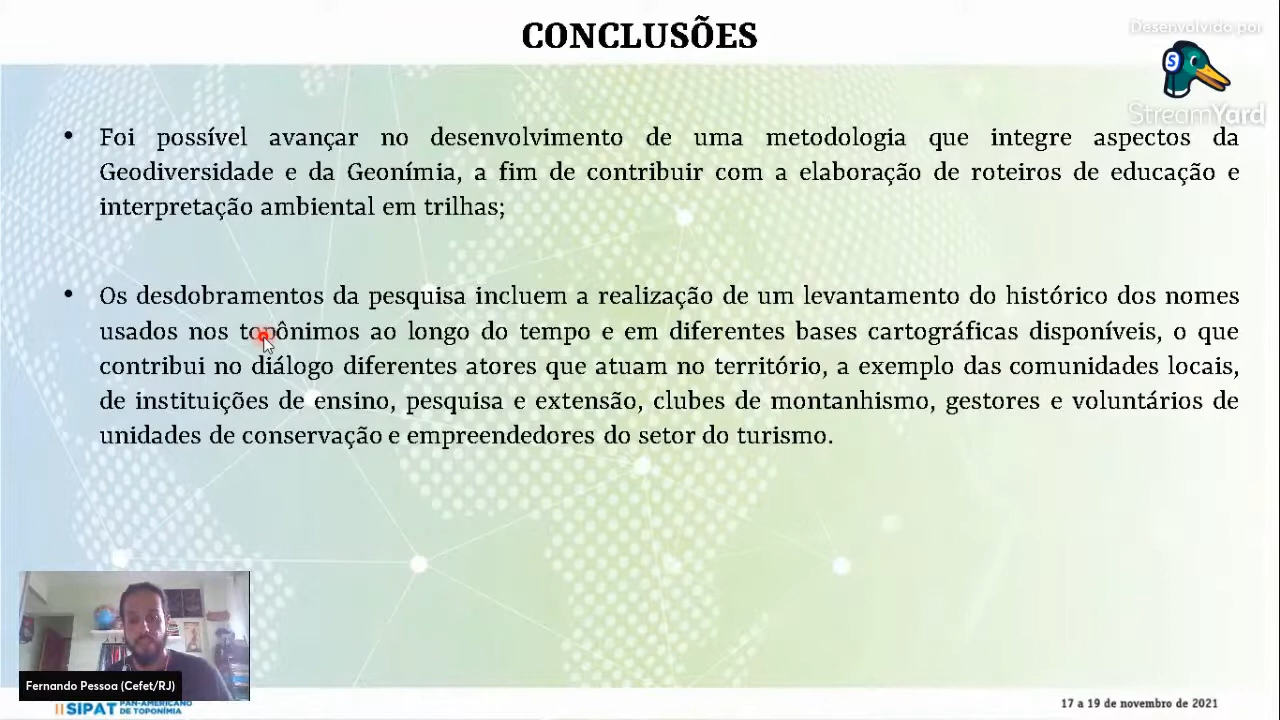 CONCLUSÕES
Desenvolvido por
S
StreamYard
• Foi possível avançar no desenvolvimento de uma metodologia que integre aspectos da
Geodiversidade e da Geonímia, a fim de contribuir com a elaboração de roteiros de educação e
interpretação ambiental em trilhas;
• Os desdobramentos da pesquisa incluem a realização de um levantamento do histórico dos nomes
usados nos topônimos ao longo do tempo e em diferentes bases cartográficas disponíveis, o que
contribui no diálogo diferentes atores que atuam no território, a exemplo das comunidades locais,
de instituições de ensino, pesquisa e extensão, clubes de montanhismo, gestores e voluntários de
unidades de conservação e empreendedores do setor do turismo.
Fernando Pessoa (Cefet/RJ)
II SIPAT PAN-AMERICANO
DE TOPONÍMIA
17 a 19 de novembro de 2021